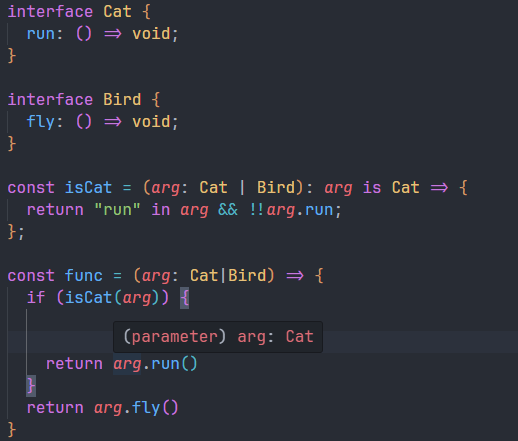 interface Cat {
  run: () => void;
}

interface Bird {
  fly: () => void;
}

const isCat = (arg: Cat | Bird): arg is Cat => {
  return "run" in arg && !!arg.run;
};

const func = (arg: Cat|Bird) => {
  if (isCat(arg)) {
(parameter) arg: Cat
    return arg.run()
  }
  return arg.fly()
}